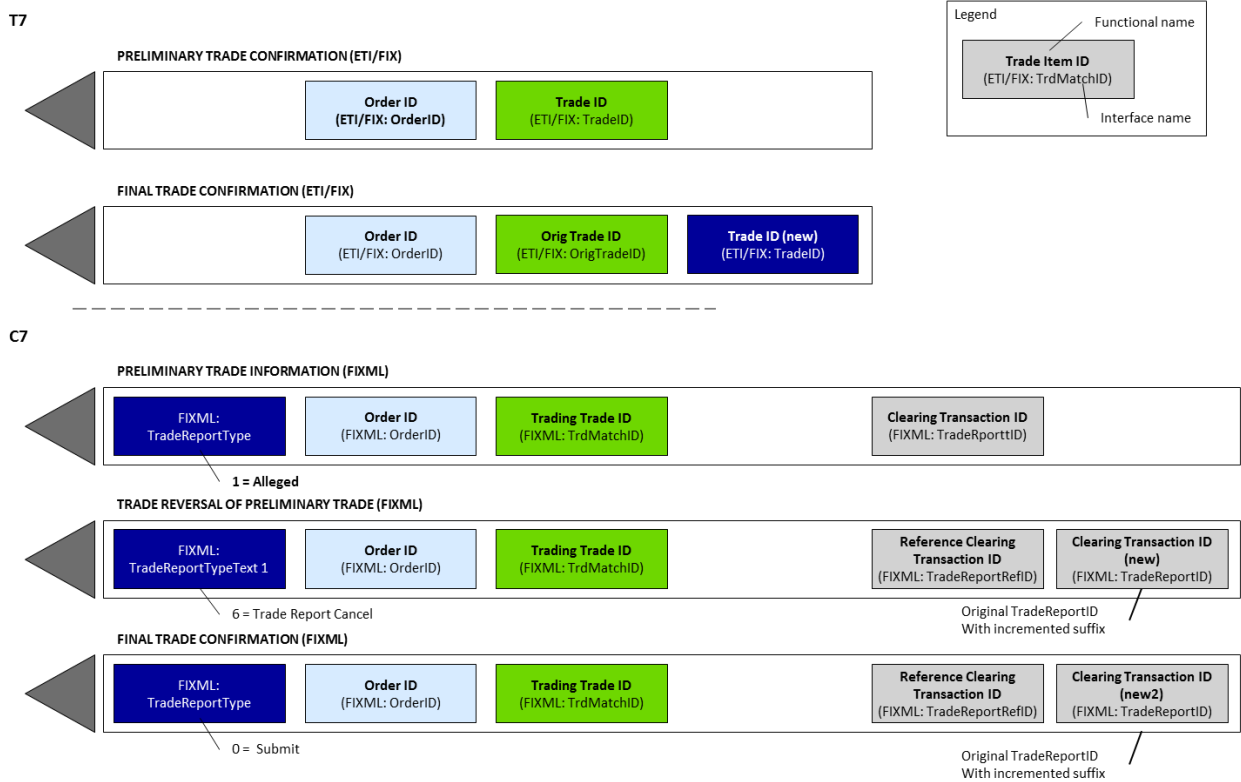 T7
Legend
Functional name
Trade Item ID
(ETI/FIX: TrdMatchID)
Interface name
PRELIMINARY TRADE CONFIRMATION (ETI/FIX)
Order ID
(ETI/FIX: OrderID)
Trade ID
(ETI/FIX: TradeID)
FINAL TRADE CONFIRMATION (ETI/FIX)
Order ID
(ETI/FIX: OrderID)
Orig Trade ID
(ETI/FIX: OrigTradeID)
Trade ID (new)
(ETI/FIX: TradeID)
C7
PRELIMINARY TRADE INFORMATION (FIXML)
FIXML:
TradeReportType
Order ID
(FIXML: OrderID)
Trading Trade ID
(FIXML: TrdMatchID)
Clearing Transaction ID
(FIXML: TradeRporttID)
1 = Alleged
TRADE REVERSAL OF PRELIMINARY TRADE (FIXML)
FIXML:
TradeReportTypeText 1
Order ID
(FIXML: OrderID)
Trading Trade ID
(FIXML: TrdMatchID)
Reference Clearing
Transaction ID
(FIXML: TradeReportRefID)
Clearing Transaction ID
(new)
(FIXML: TradeReportID)
6 = Trade Report Cancel
Original TradeReportID
With incremented suffix
FINAL TRADE CONFIRMATION (FIXML)
FIXML:
TradeReportType
Order ID
(FIXML: OrderID)
Trading Trade ID
(FIXML: TrdMatchID)
Reference Clearing
Transaction ID
(FIXML: TradeReportRefID)
Clearing Transaction ID
(new2)
(FIXML: TradeReportID)
0 = Submit
Original TradeReportID
With incremented suffix